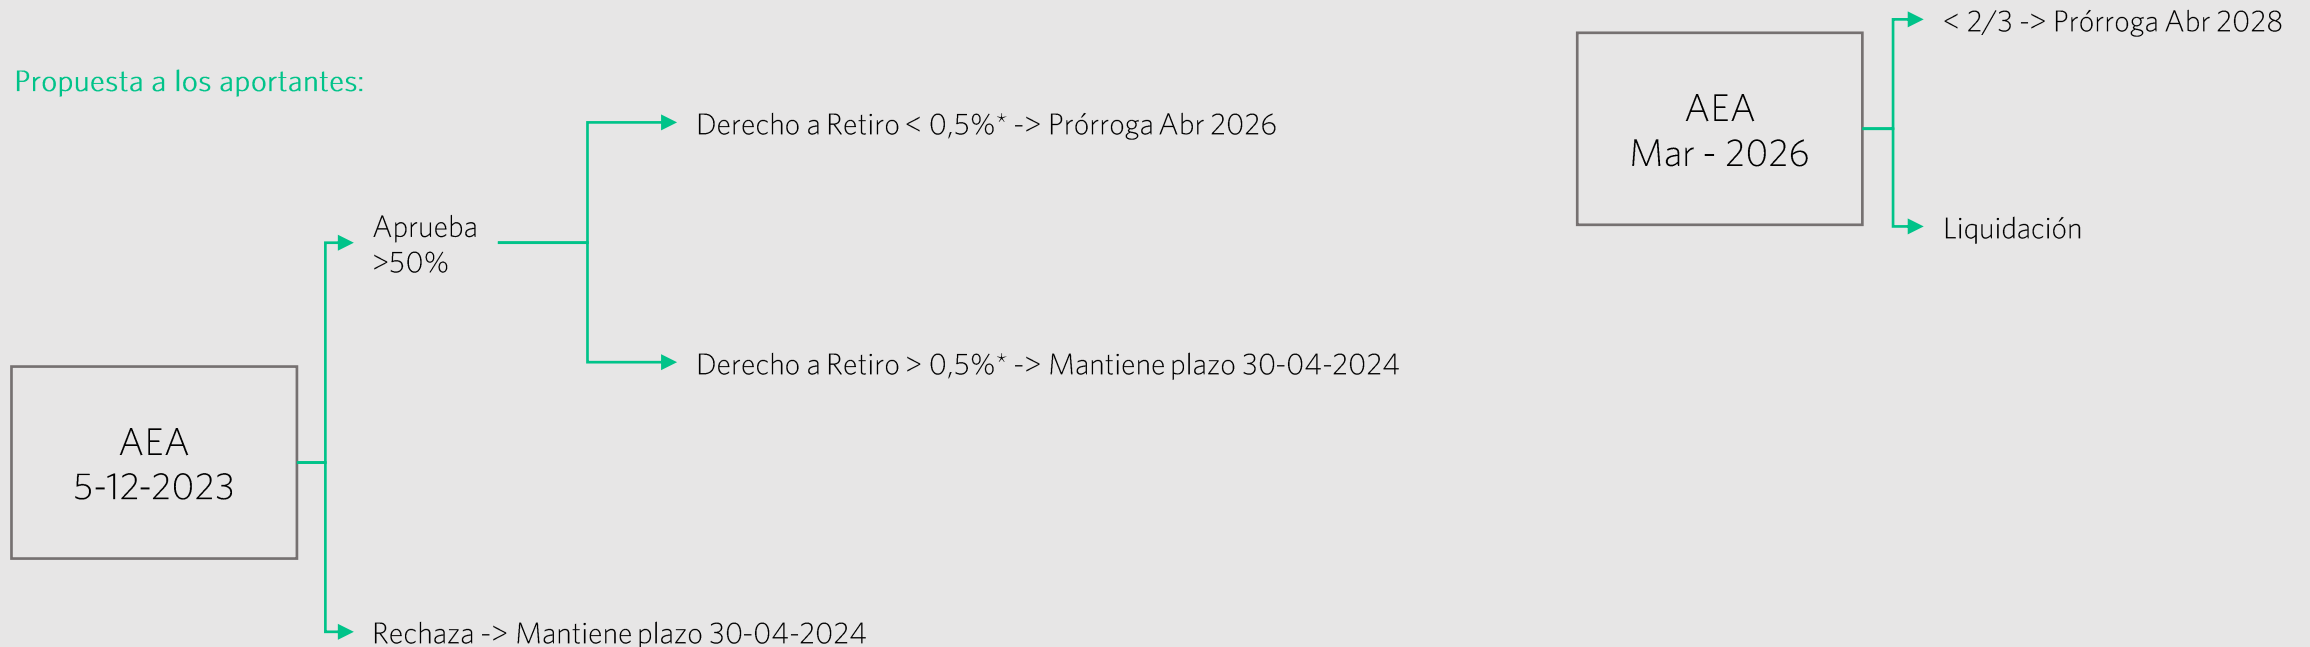 Propuesta a los aportantes:
AEA
5-12-2023
Aprueba
>50%
Rechaza -> Mantiene plazo 30-04-2024
Derecho a Retiro < 0,5%* -> Prórroga Abr 2026
Derecho a Retiro > 0,5%* -> Mantiene plazo 30-04-2024
AEA
Mar - 2026
< 2/3 -> Prórroga Abr 2028
Liquidación